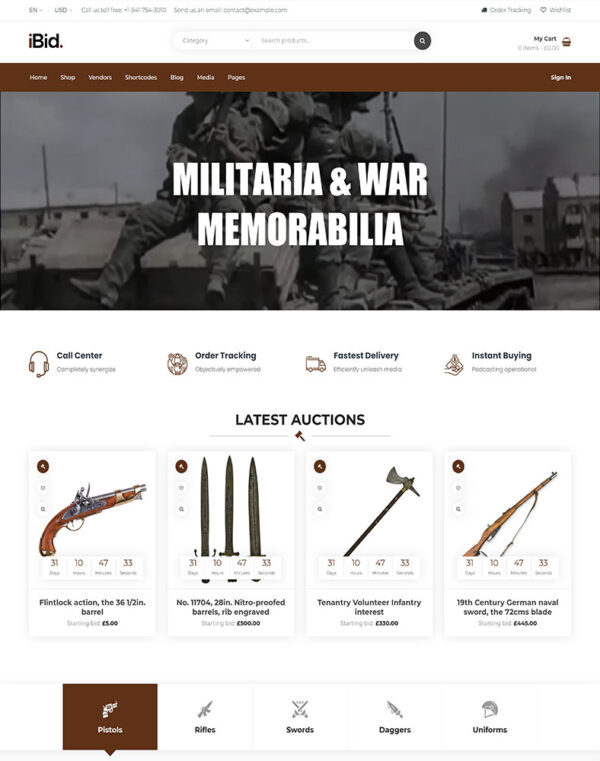 EN USD Call us toll free: +1-541-754-3010 Send us an email: contact@example.com Order Tracking Wishlist
iBid.
Category Search products...
My Cart
0 items - £0.00
Home Shop Vendors Shortcodes Blog Media Pages Sign In
MILITARIA & WAR
MEMORABILIA
Call Center
Completely synergize
Order Tracking
Objectively empowered
Fastest Delivery
Efficiently unleash media
Instant Buying
Podcasting operational
LATEST AUCTIONS
31 10 47 33
Days Hours Minutes Seconds
Flintlock action, the 36 1/2in.
barrel
Starting bid: £5.00
31 10 47 33
Days Hours Minutes Seconds
No. 11704, 28in. Nitro-proofed
barrels, rib engraved
Starting bid: £500.00
31 10 47 33
Days Hours Minutes Seconds
Tenantry Volunteer Infantry
interest
Starting bid: £330.00
31 10 47 33
Days Hours Minutes Seconds
19th Century German naval
sword, the 72cms blade
Starting bid: £445.00
Pistols
Rifles
Swords
Daggers
Uniforms